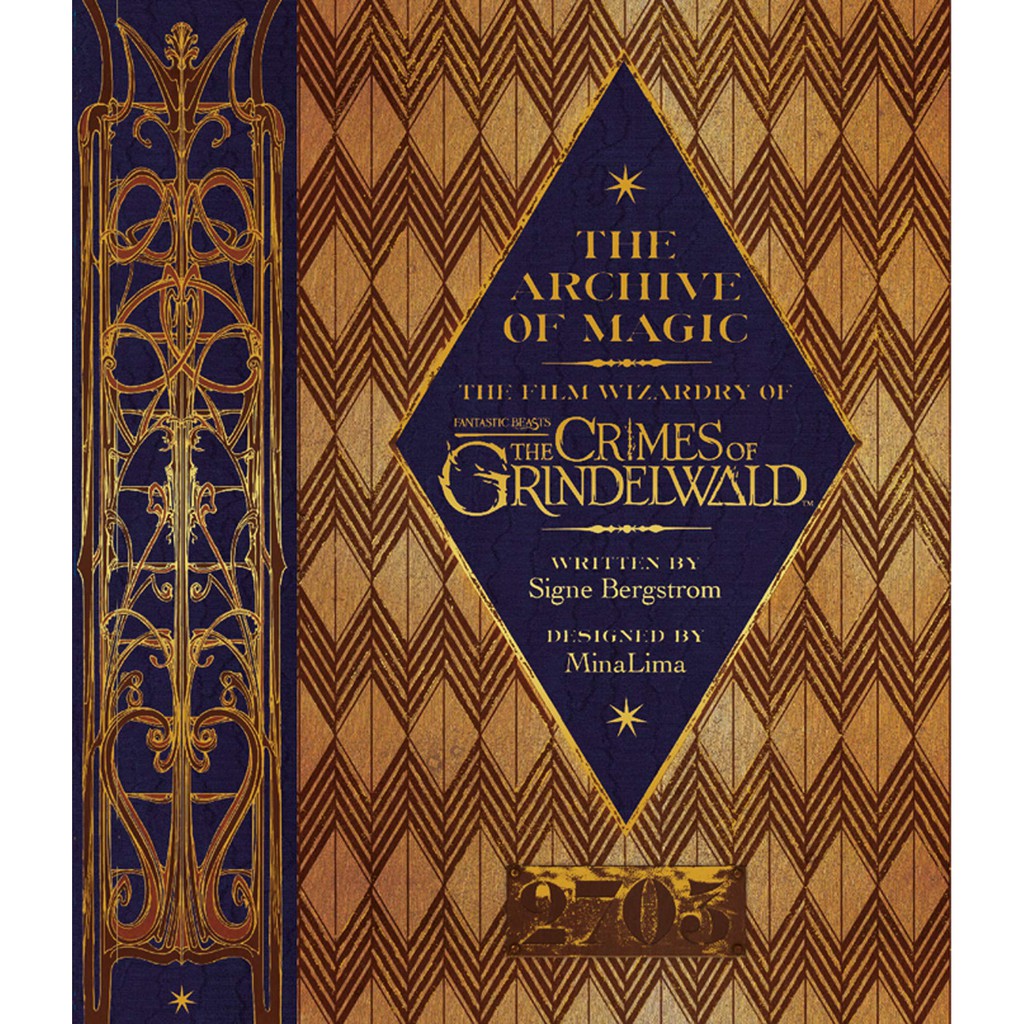 THE
ARCHIVE
OF MAGIC
THE FILM WIZARDRY OF
FANTASTIC BEASTS
THE CRIMES OF
GRINDELWALD™
WRITTEN BY
Signe Bergstrom
DESIGNED BY
MinaLima
2703